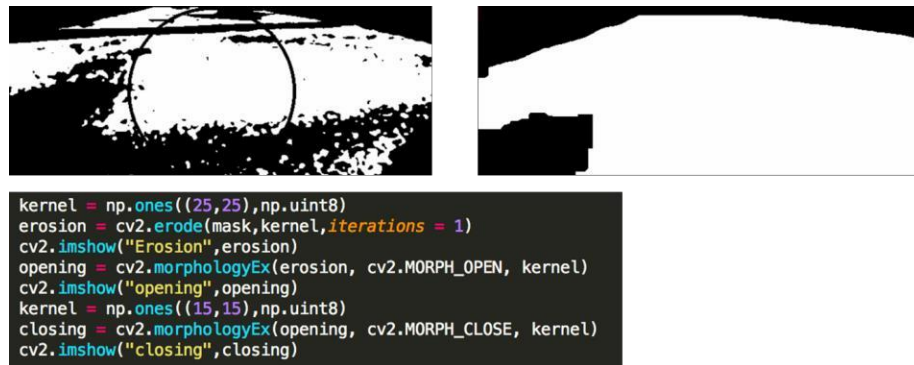 kernel = np.ones((25,25),np.uint8)
erosion = cv2.erode(mask,kernel,iterations = 1)
cv2.imshow("Erosion",erosion)
opening = cv2.morphologyEx(erosion, cv2.MORPH_OPEN, kernel)
cv2.imshow("opening",opening)
kernel = np.ones((15,15),np.uint8)
closing = cv2.morphologyEx(opening, cv2.MORPH_CLOSE, kernel)
cv2.imshow("closing",closing)